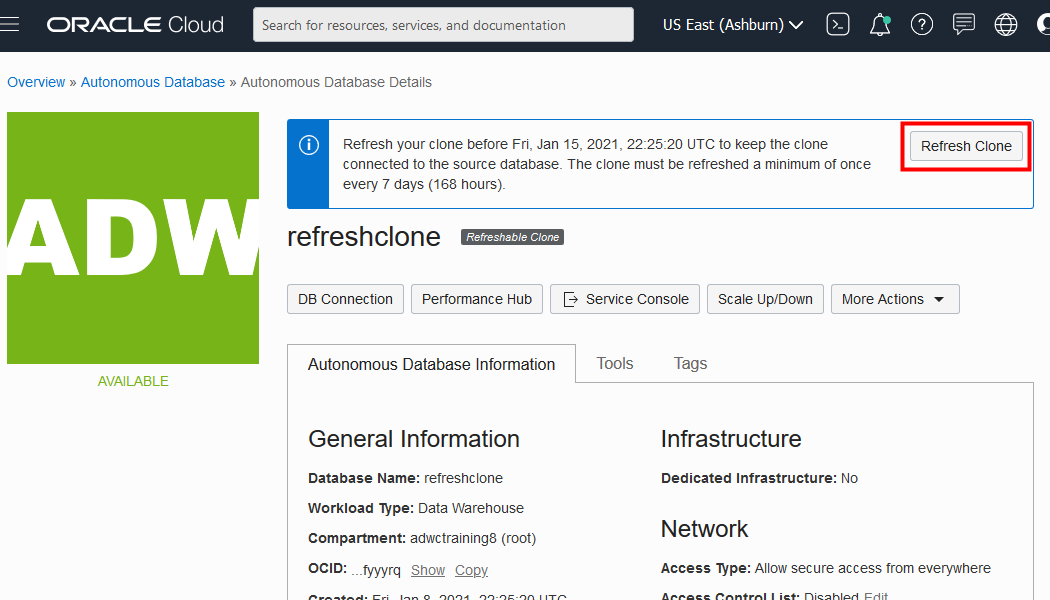 ORACLE Cloud
Search for resources, services, and documentation
US East (Ashburn)
Overview » Autonomous Database » Autonomous Database Details
ADW
AVAILABLE
Refresh your clone before Fri, Jan 15, 2021, 22:25:20 UTC to keep the clone
connected to the source database. The clone must be refreshed a minimum of once
every 7 days (168 hours).
Refresh Clone
refreshclone Refreshable Clone
DB Connection Performance Hub Service Console Scale Up/Down More Actions
Autonomous Database Information Tools Tags
General Information
Database Name: refreshclone
Workload Type: Data Warehouse
Compartment: adwctraining8 (root)
OCID: ...fyyyrq Show Copy
Created: Fri, Jan 8, 2021, 22:25:20 UTC
Infrastructure
Dedicated Infrastructure: No
Network
Access Type: Allow secure access from everywhere
Access Control List: Disabled Edit